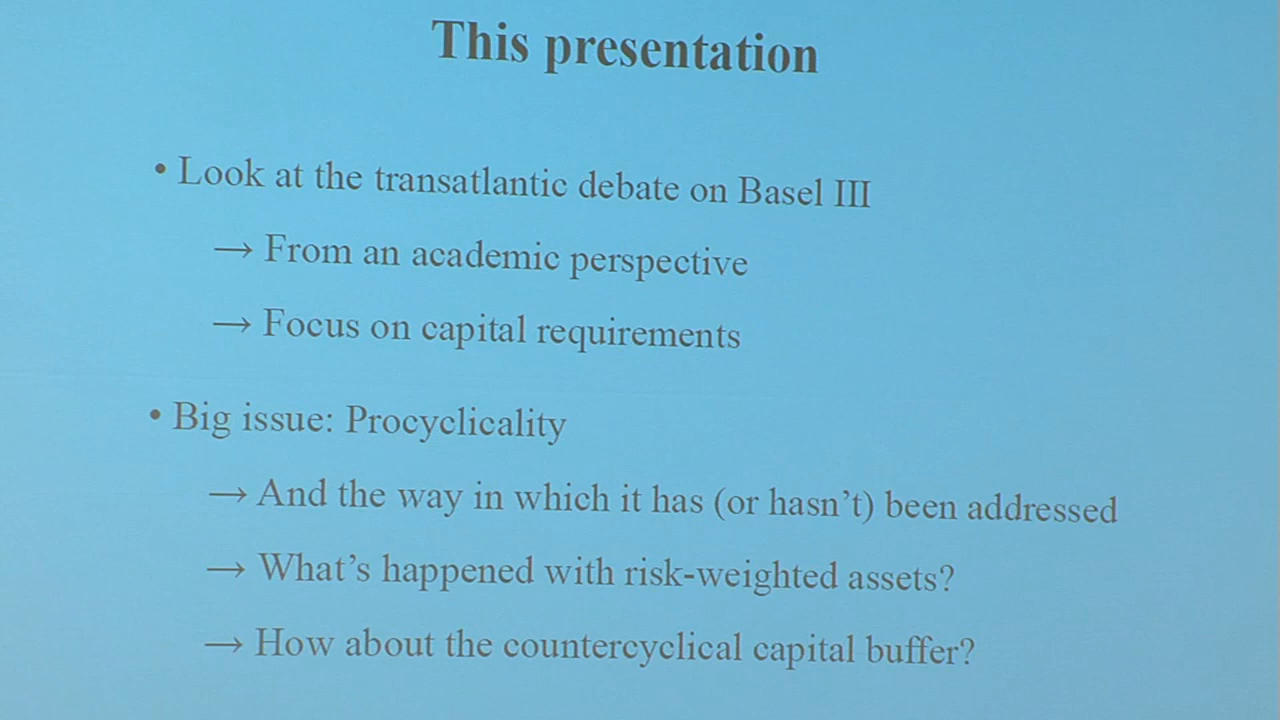 This presentation
• Look at the transatlantic debate on Basel III
→ From an academic perspective
→ Focus on capital requirements
• Big issue: Procyclicality
→ And the way in which it has (or hasn’t) been addressed
→ What’s happened with risk-weighted assets?
→ How about the countercyclical capital buffer?